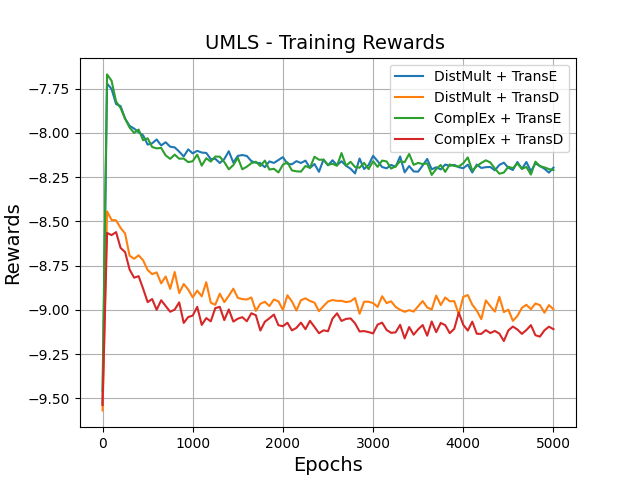 UMLS - Training Rewards
DistMult + TransE
DistMult + TransD
ComplEx + TransE
ComplEx + TransD
Rewards
−7.75
−8.00
−8.25
−8.50
−8.75
−9.00
−9.25
−9.50
0 1000 2000 3000 4000 5000
Epochs